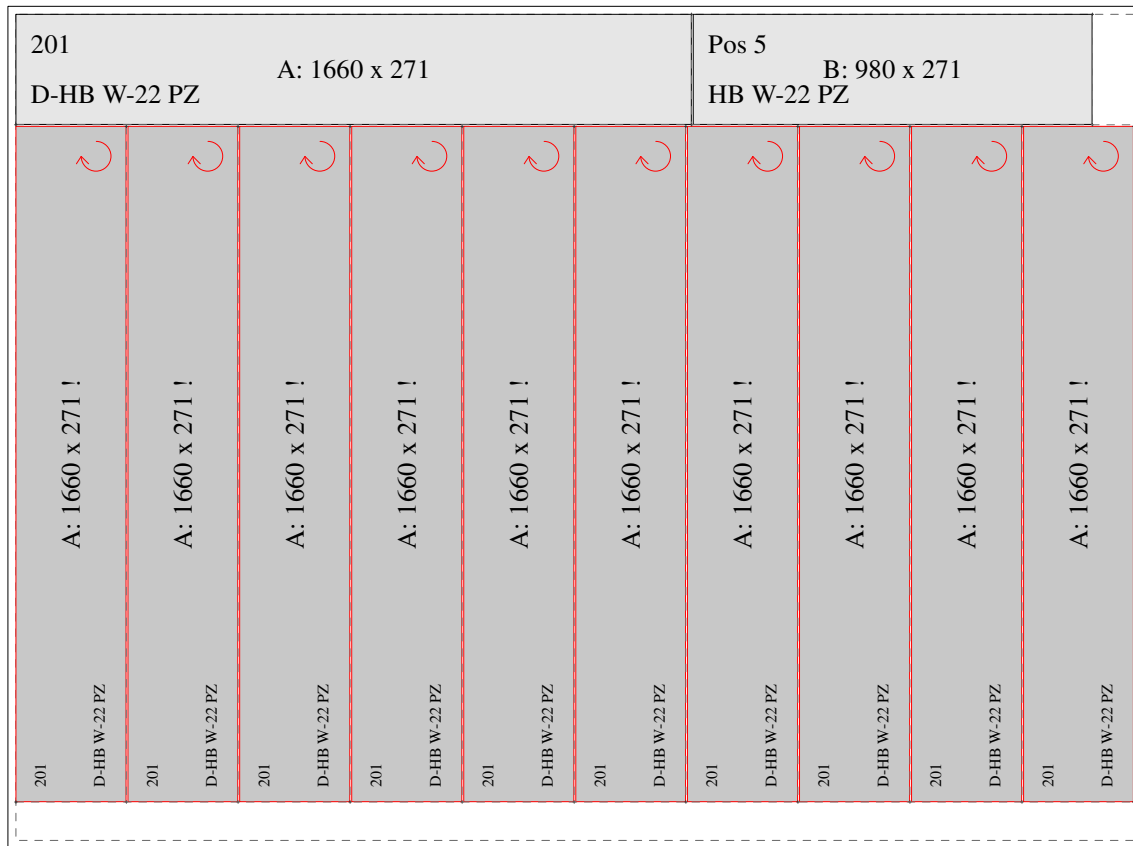 201
A: 1660 x 271
D-HB W-22 PZ
Pos 5
B: 980 x 271
HB W-22 PZ
A: 1660 x 271 !
201
D-HB W-22 PZ
A: 1660 x 271 !
201
D-HB W-22 PZ
A: 1660 x 271 !
201
D-HB W-22 PZ
A: 1660 x 271 !
201
D-HB W-22 PZ
A: 1660 x 271 !
201
D-HB W-22 PZ
A: 1660 x 271 !
201
D-HB W-22 PZ
A: 1660 x 271 !
201
D-HB W-22 PZ
A: 1660 x 271 !
201
D-HB W-22 PZ
A: 1660 x 271 !
201
D-HB W-22 PZ
A: 1660 x 271 !
201
D-HB W-22 PZ